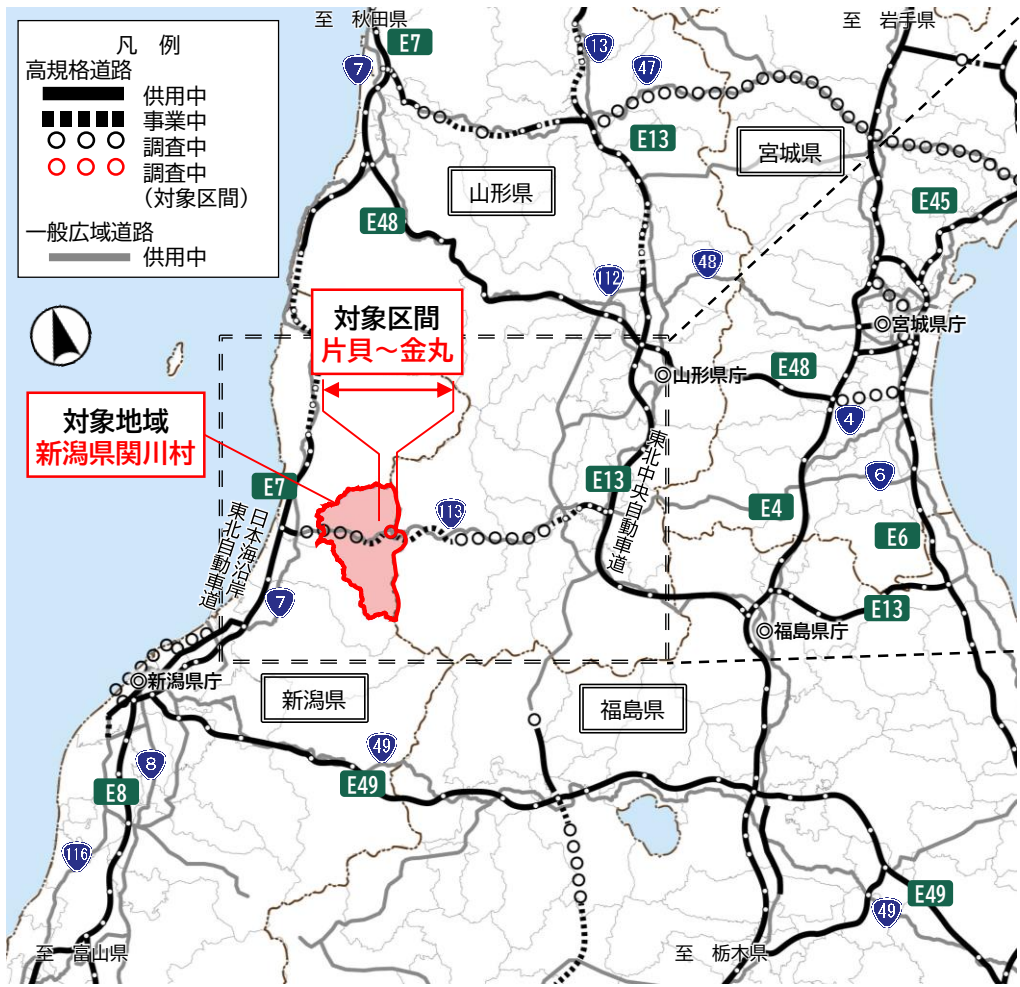 凡 例
高規格道路
供用中
事業中
調査中
調査中
(対象区間)
一般広域道路
供用中
至 秋田県
至 岩手県
E7
7
13
47
E13
宮城県
山形県
E45
E48
48
112
対象区間
片貝～金丸
◎宮城県庁
◎山形県庁
E48
4
対象地域
新潟県関川村
E7
東北中央自動車道
E13
6
113
E4
E6
日本海沿岸
東北自動車道
7
E13
◎福島県庁
◎新潟県庁
新潟県
福島県
49
8
E49
E8
116
E49
49
至 富山県
至 栃木県